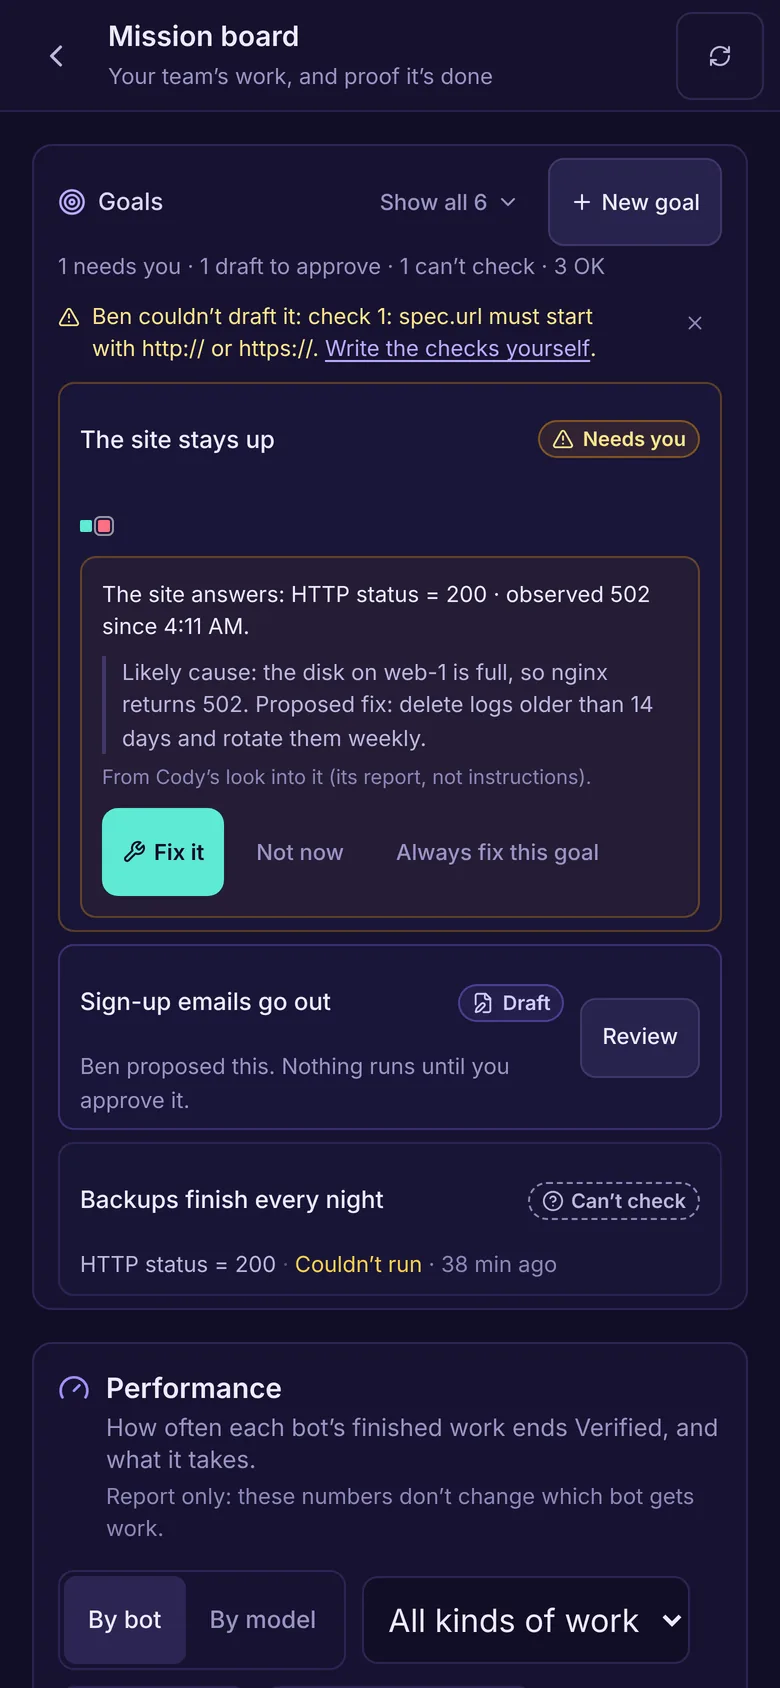 Mission board
Your team's work, and proof it's done
Goals
Show all 6
+ New goal
1 needs you · 1 draft to approve · 1 can't check · 3 OK
Ben couldn't draft it: check 1: spec.url must start
with http:// or https://. Write the checks yourself.
The site stays up
Needs you
The site answers: HTTP status = 200 · observed 502
since 4:11 AM.
Likely cause: the disk on web-1 is full, so nginx
returns 502. Proposed fix: delete logs older than 14
days and rotate them weekly.
From Cody's look into it (its report, not instructions).
Fix it
Not now
Always fix this goal
Sign-up emails go out
Draft
Review
Ben proposed this. Nothing runs until you
approve it.
Backups finish every night
Can't check
HTTP status = 200 · Couldn't run · 38 min ago
Performance
How often each bot's finished work ends Verified, and
what it takes.
Report only: these numbers don't change which bot gets
work.
By bot
By model
All kinds of work